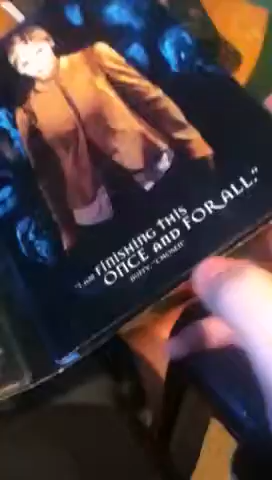 "I AM FINISHING THIS
ONCE AND FOR ALL."
BUFFY, "CHOSEN"